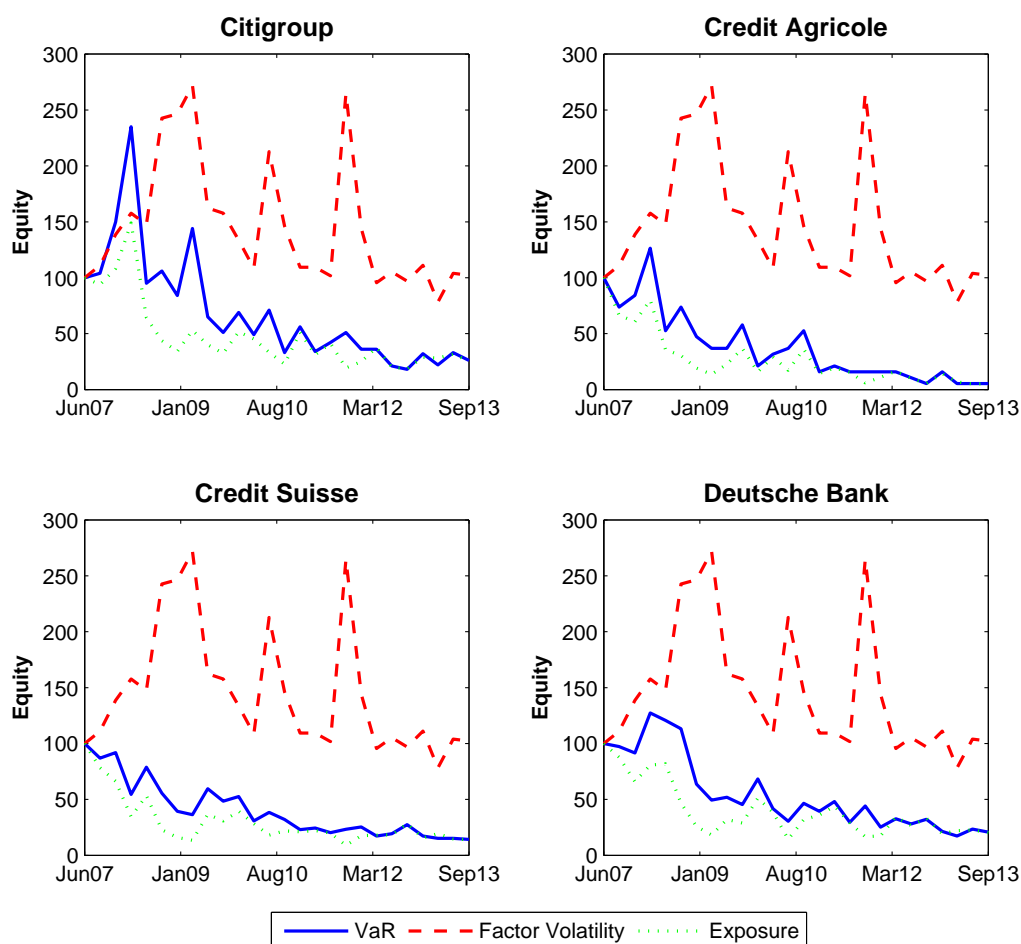 Citigroup
Credit Agricole
300
250
200
150
100
50
0
Equity
Jun07 Jan09 Aug10 Mar12 Sep13
300
250
200
150
100
50
0
Equity
Jun07 Jan09 Aug10 Mar12 Sep13
Credit Suisse
Deutsche Bank
300
250
200
150
100
50
0
Equity
Jun07 Jan09 Aug10 Mar12 Sep13
300
250
200
150
100
50
0
Equity
Jun07 Jan09 Aug10 Mar12 Sep13
VaR Factor Volatility Exposure